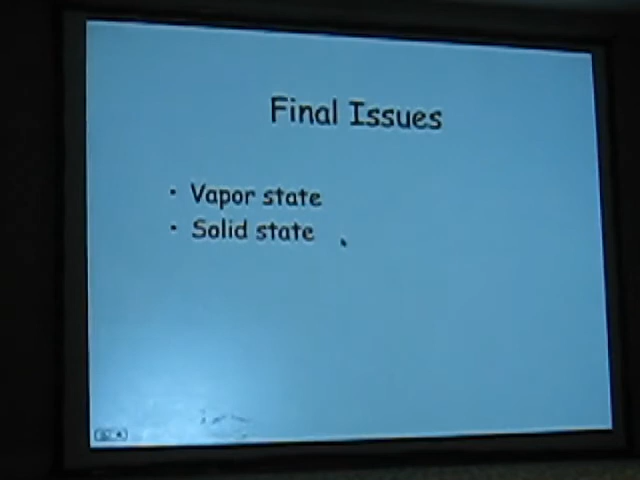 Final Issues
· Vapor state
· Solid state